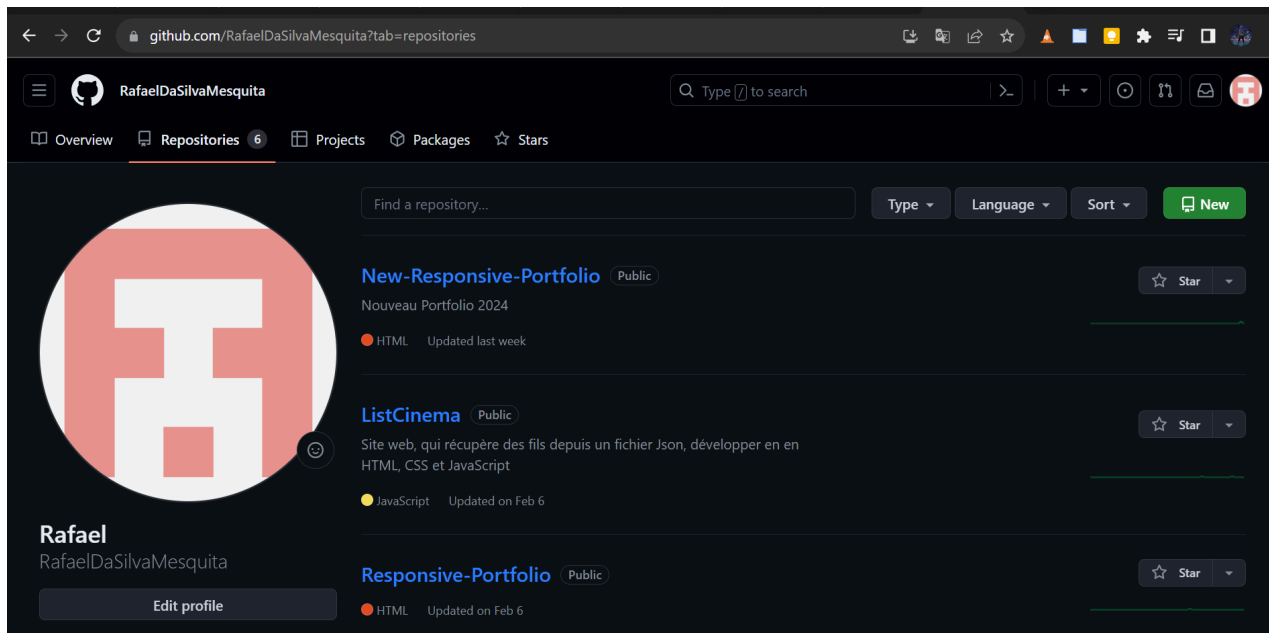 github.com/RafaelDaSilvaMesquita?tab=repositories
RafaelDaSilvaMesquita
Type / to search
Overview
Repositories 6
Projects
Packages
Stars
Find a repository...
Type
Language
Sort
New
New-Responsive-Portfolio Public
Star
Nouveau Portfolio 2024
HTML Updated last week
ListCinema Public
Star
Site web, qui récupère des fils depuis un fichier Json, développer en en
HTML, CSS et JavaScript
JavaScript Updated on Feb 6
Rafael
RafaelDaSilvaMesquita
Edit profile
Responsive-Portfolio Public
Star
HTML Updated on Feb 6